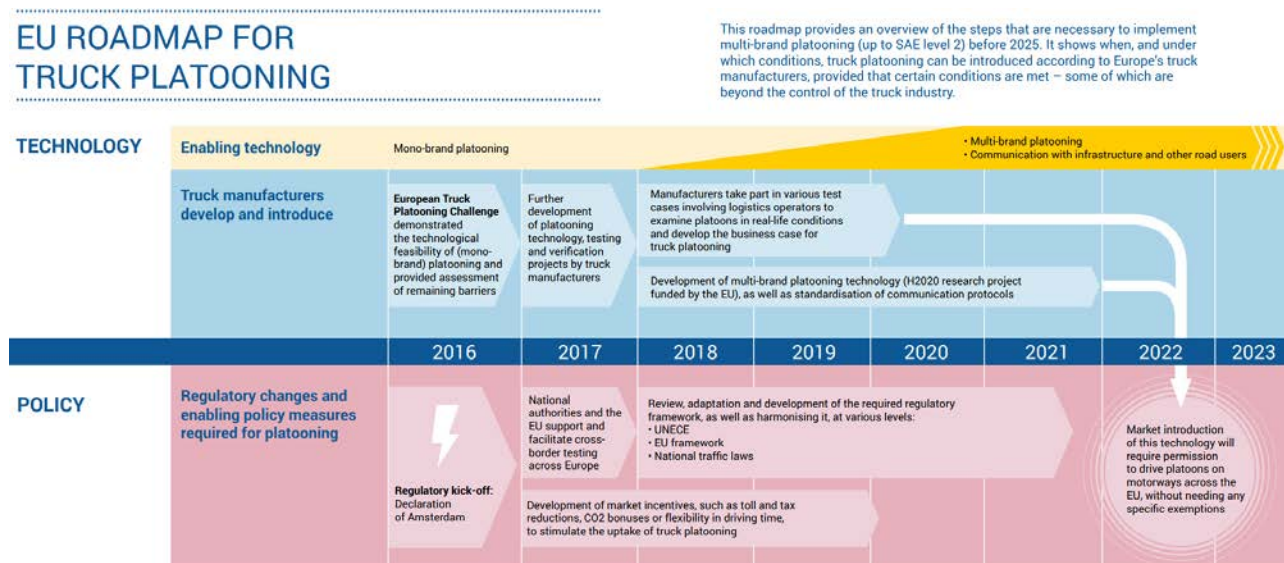 EU ROADMAP FOR
TRUCK PLATOONING
This roadmap provides an overview of the steps that are necessary to implement
multi-brand platooning (up to SAE level 2) before 2025. It shows when, and under
which conditions, truck platooning can be introduced according to Europe's truck
manufacturers, provided that certain conditions are met – some of which are
beyond the control of the truck industry.
TECHNOLOGY
Enabling technology
Mono-brand platooning
• Multi-brand platooning
• Communication with infrastructure and other road users
Truck manufacturers
develop and introduce
European Truck
Platooning Challenge
demonstrated
the technological
feasibility of (mono-
brand) platooning and
provided assessment
of remaining barriers
Further
development
of platooning
technology, testing
and verification
projects by truck
manufacturers
Manufacturers take part in various test
cases involving logistics operators to
examine platoons in real-life conditions
and develop the business case for
truck platooning
Development of multi-brand platooning technology (H2020 research project
funded by the EU), as well as standardisation of communication protocols
2016 2017 2018 2019 2020 2021 2022 2023
POLICY
Regulatory changes and
enabling policy measures
required for platooning
Regulatory kick-off:
Declaration
of Amsterdam
National
authorities and the
EU support and
facilitate cross-
border testing
across Europe
Review, adaptation and development of the required regulatory
framework, as well as harmonising it, at various levels:
• UNECE
• EU framework
• National traffic laws
Development of market incentives, such as toll and tax
reductions, CO2 bonuses or flexibility in driving time,
to stimulate the uptake of truck platooning
Market introduction
of this technology will
require permission
to drive platoons on
motorways across the
EU, without needing any
specific exemptions